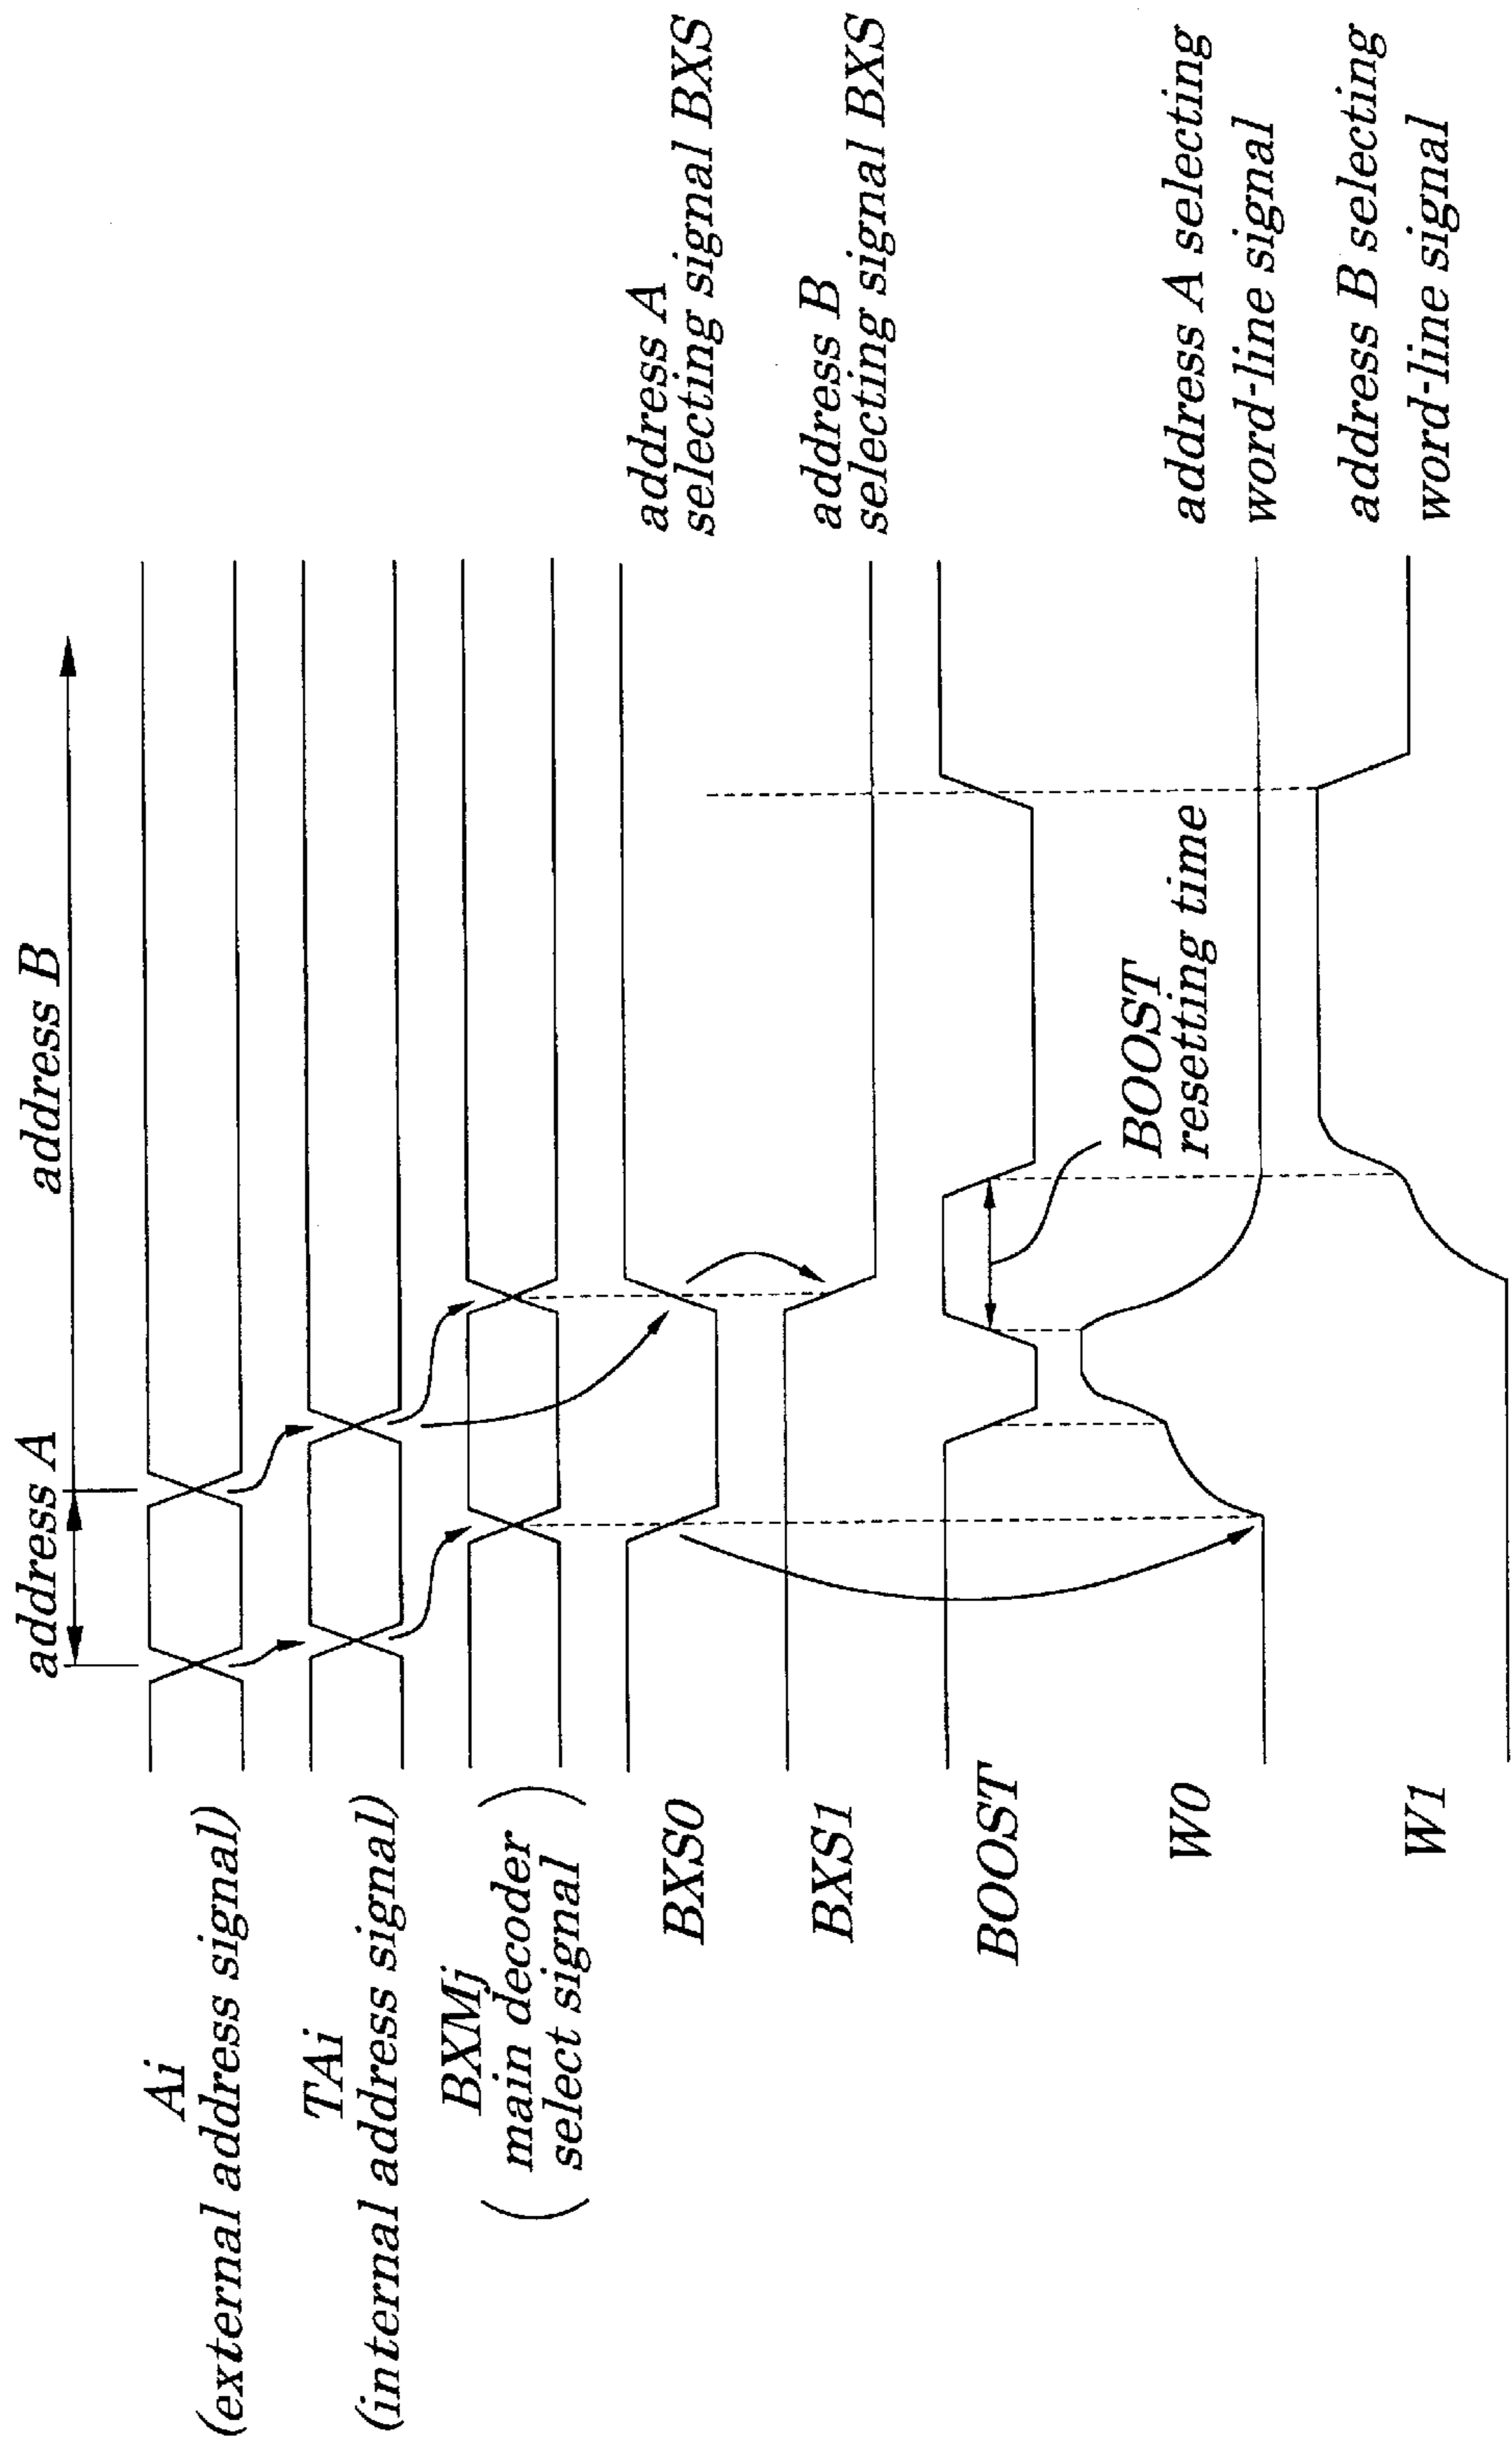 address A
address B
Ai
(external address signal)
TAi
(internal address signal)
BXMj
( main decoder
select signal )
BXS0
address A
selecting signal BXS
BXS1
address B
selecting signal BXS
BOOST
BOOST
resetting time
W0
address A selecting
word-line signal
W1
address B selecting
word-line signal